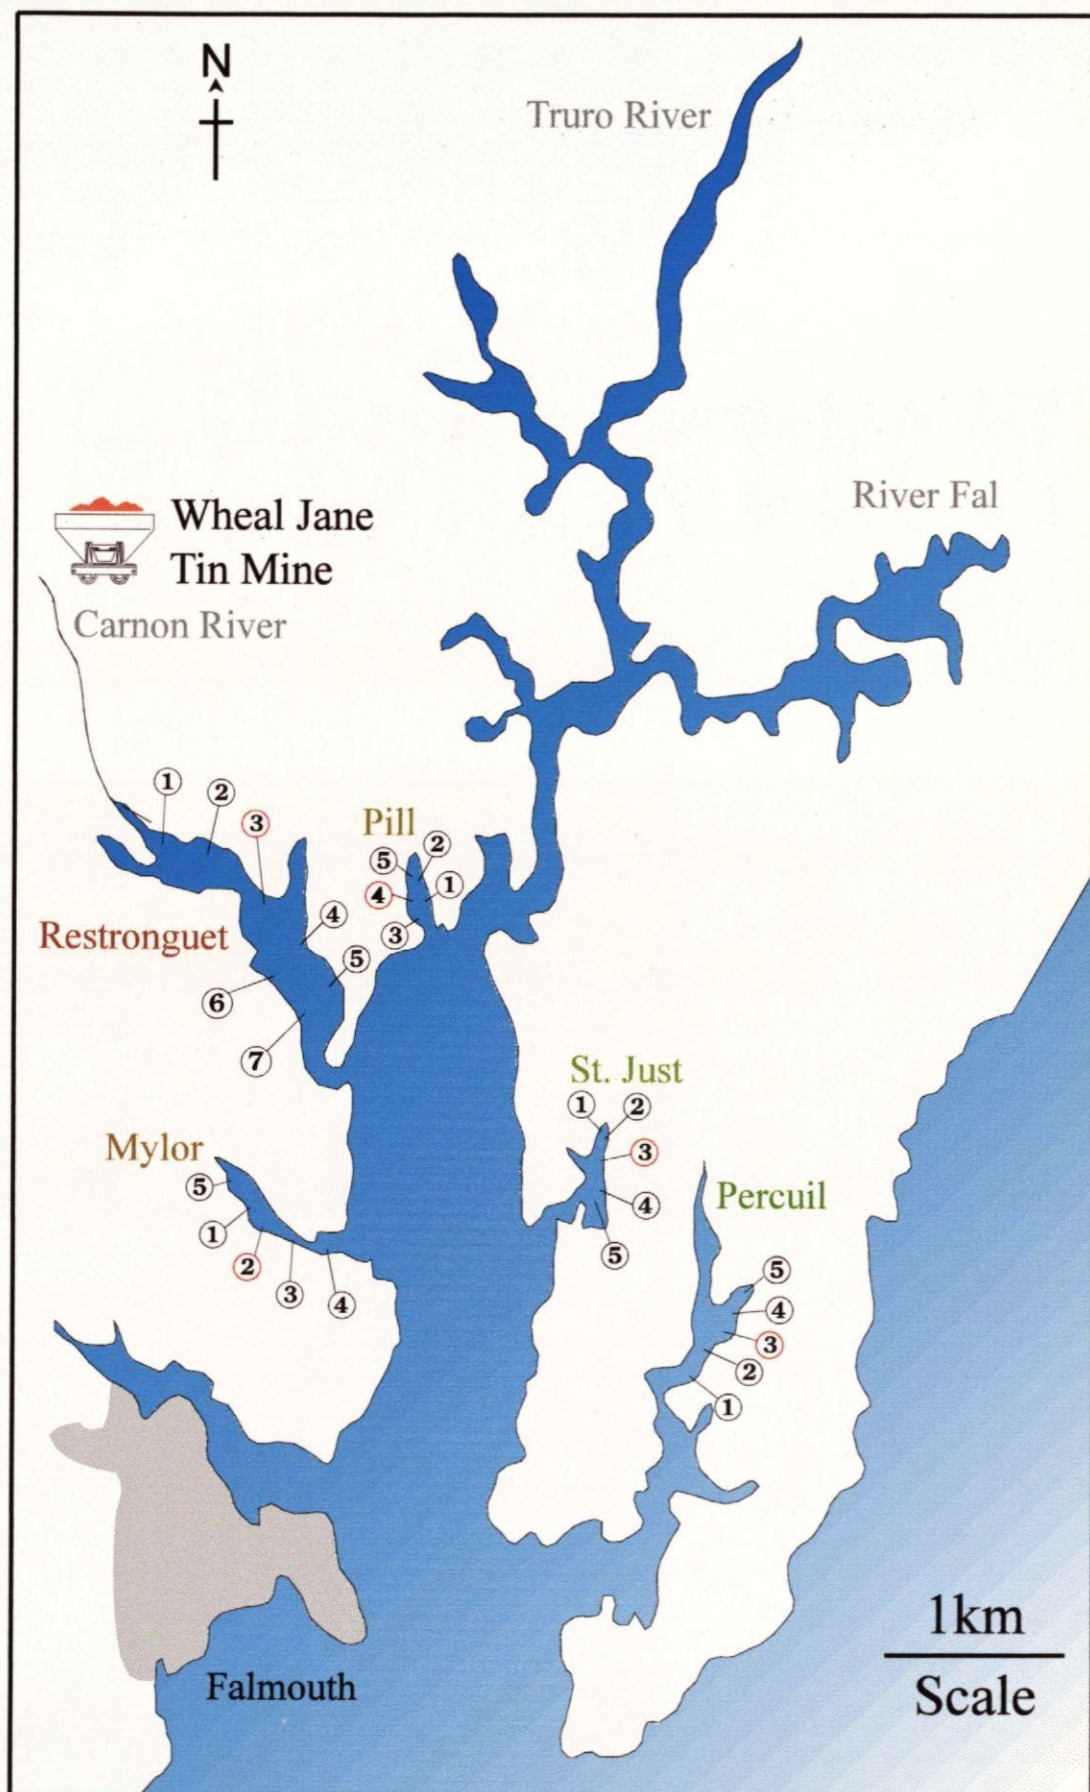 N
Truro River
River Fal
Wheal Jane
Tin Mine
Carnon River
1
2
3
Pill
5
2
4
1
3
Restronguet
4
5
6
7
St. Just
1
2
3
4
5
Mylor
5
1
2
3
4
Percuil
5
4
3
2
1
1km
Scale
Falmouth